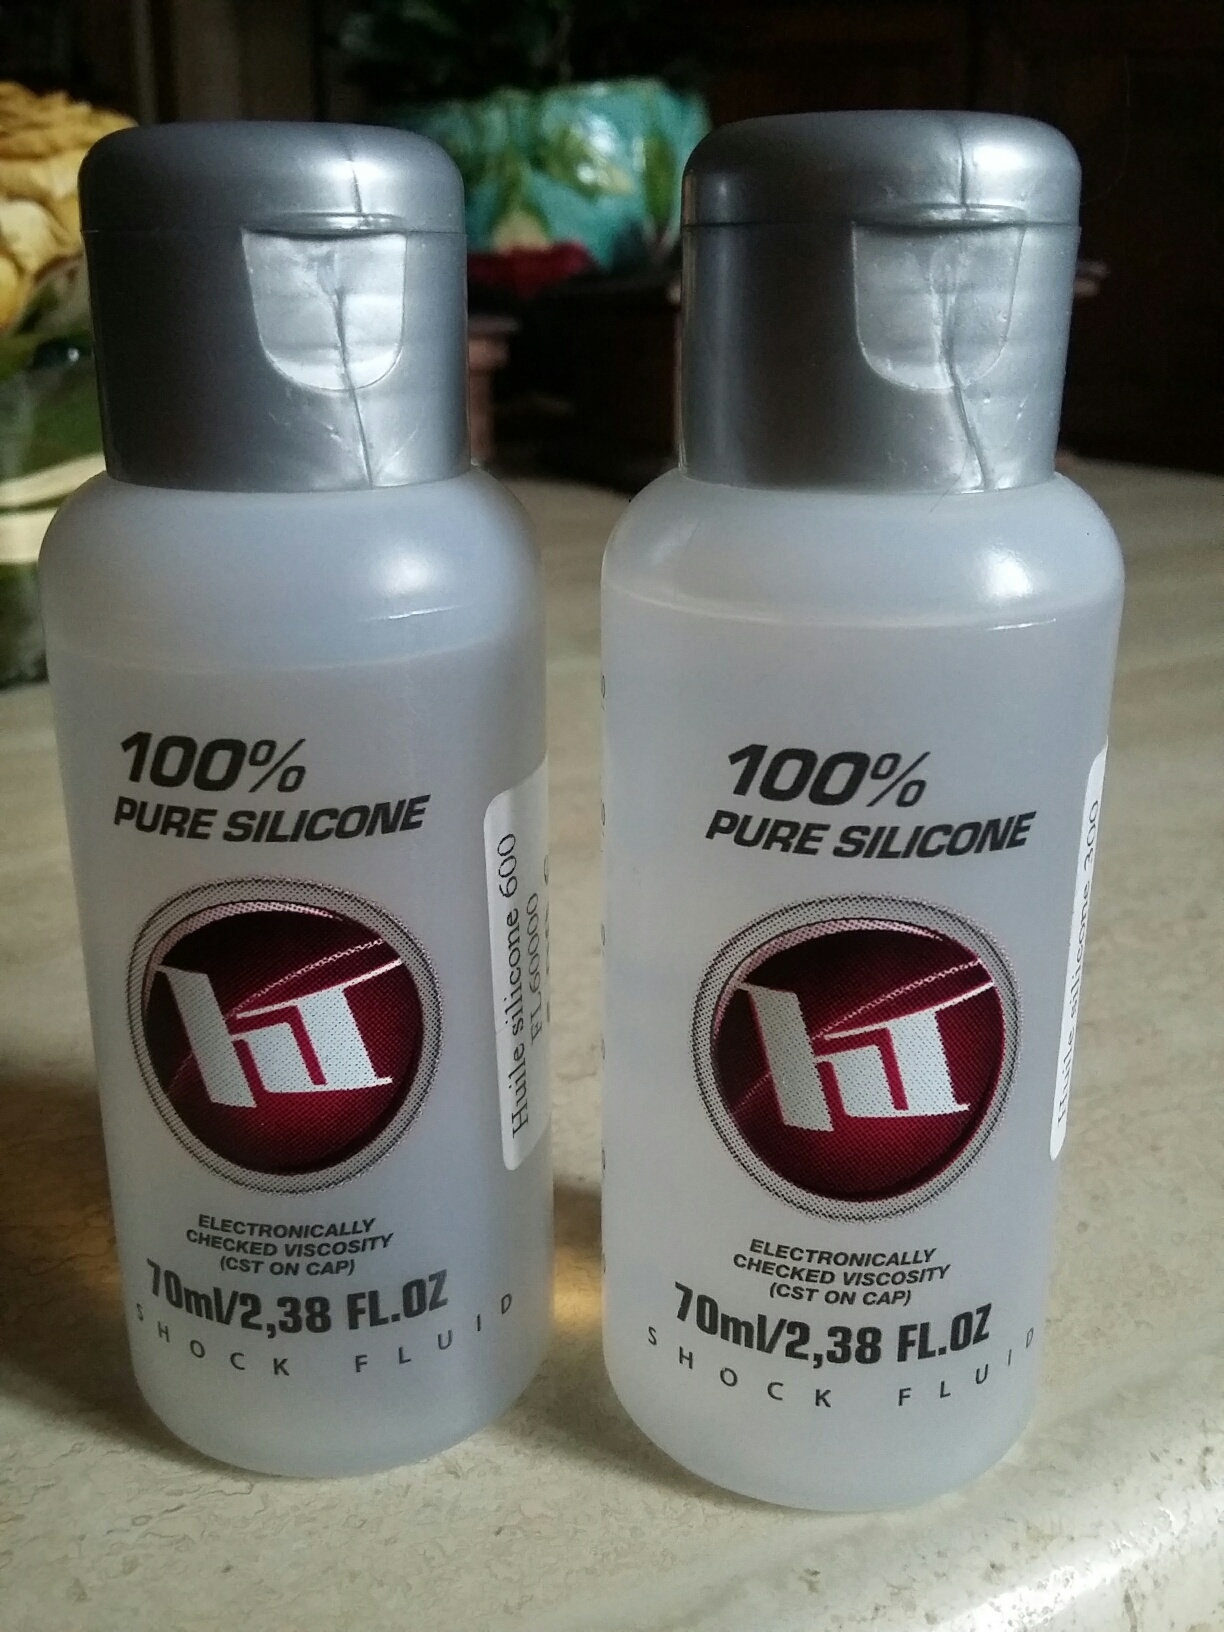 100%
PURE SILICONE
ELECTRONICALLY
CHECKED VISCOSITY
(CST ON CAP)
70ml/2,38 FL.OZ
SHOCK FLUID
Huile silicone 600
FL60000
100%
PURE SILICONE
ELECTRONICALLY
CHECKED VISCOSITY
(CST ON CAP)
70ml/2,38 FL.OZ
SHOCK FLUID
Huile silicone 300